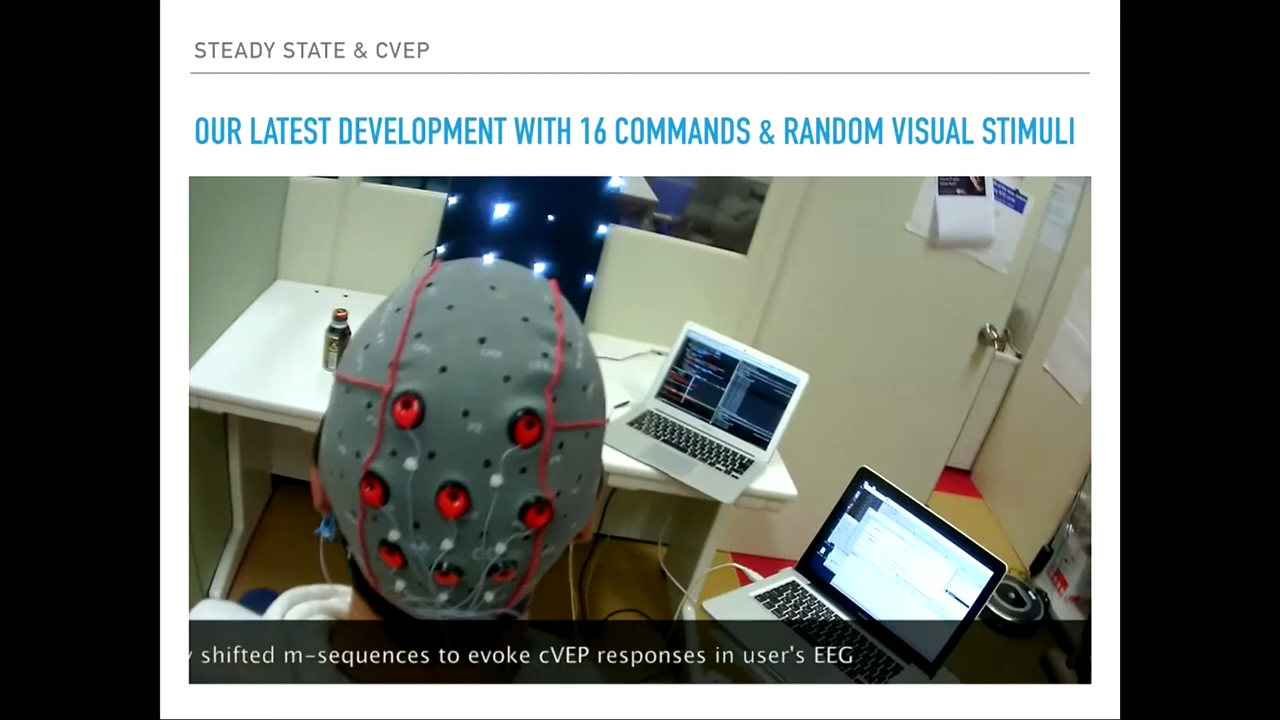 STEADY STATE & CVEP
OUR LATEST DEVELOPMENT WITH 16 COMMANDS & RANDOM VISUAL STIMULI
shifted m-sequences to evoke cVEP responses in user's EEG